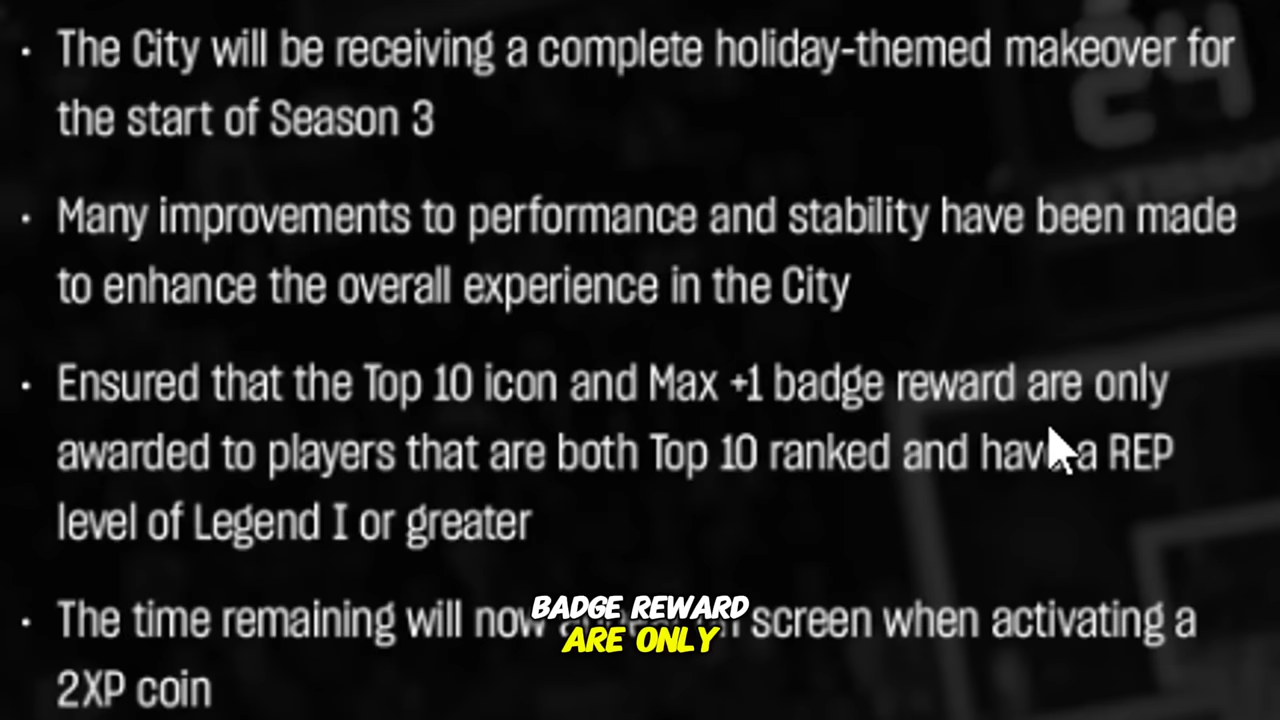 • The City will be receiving a complete holiday-themed makeover for
the start of Season 3
• Many improvements to performance and stability have been made
to enhance the overall experience in the City
• Ensured that the Top 10 icon and Max +1 badge reward are only
awarded to players that are both Top 10 ranked and have a REP
level of Legend I or greater
• The time remaining will now screen when activating a
2XP coin
BADGE REWARD
ARE ONLY
24